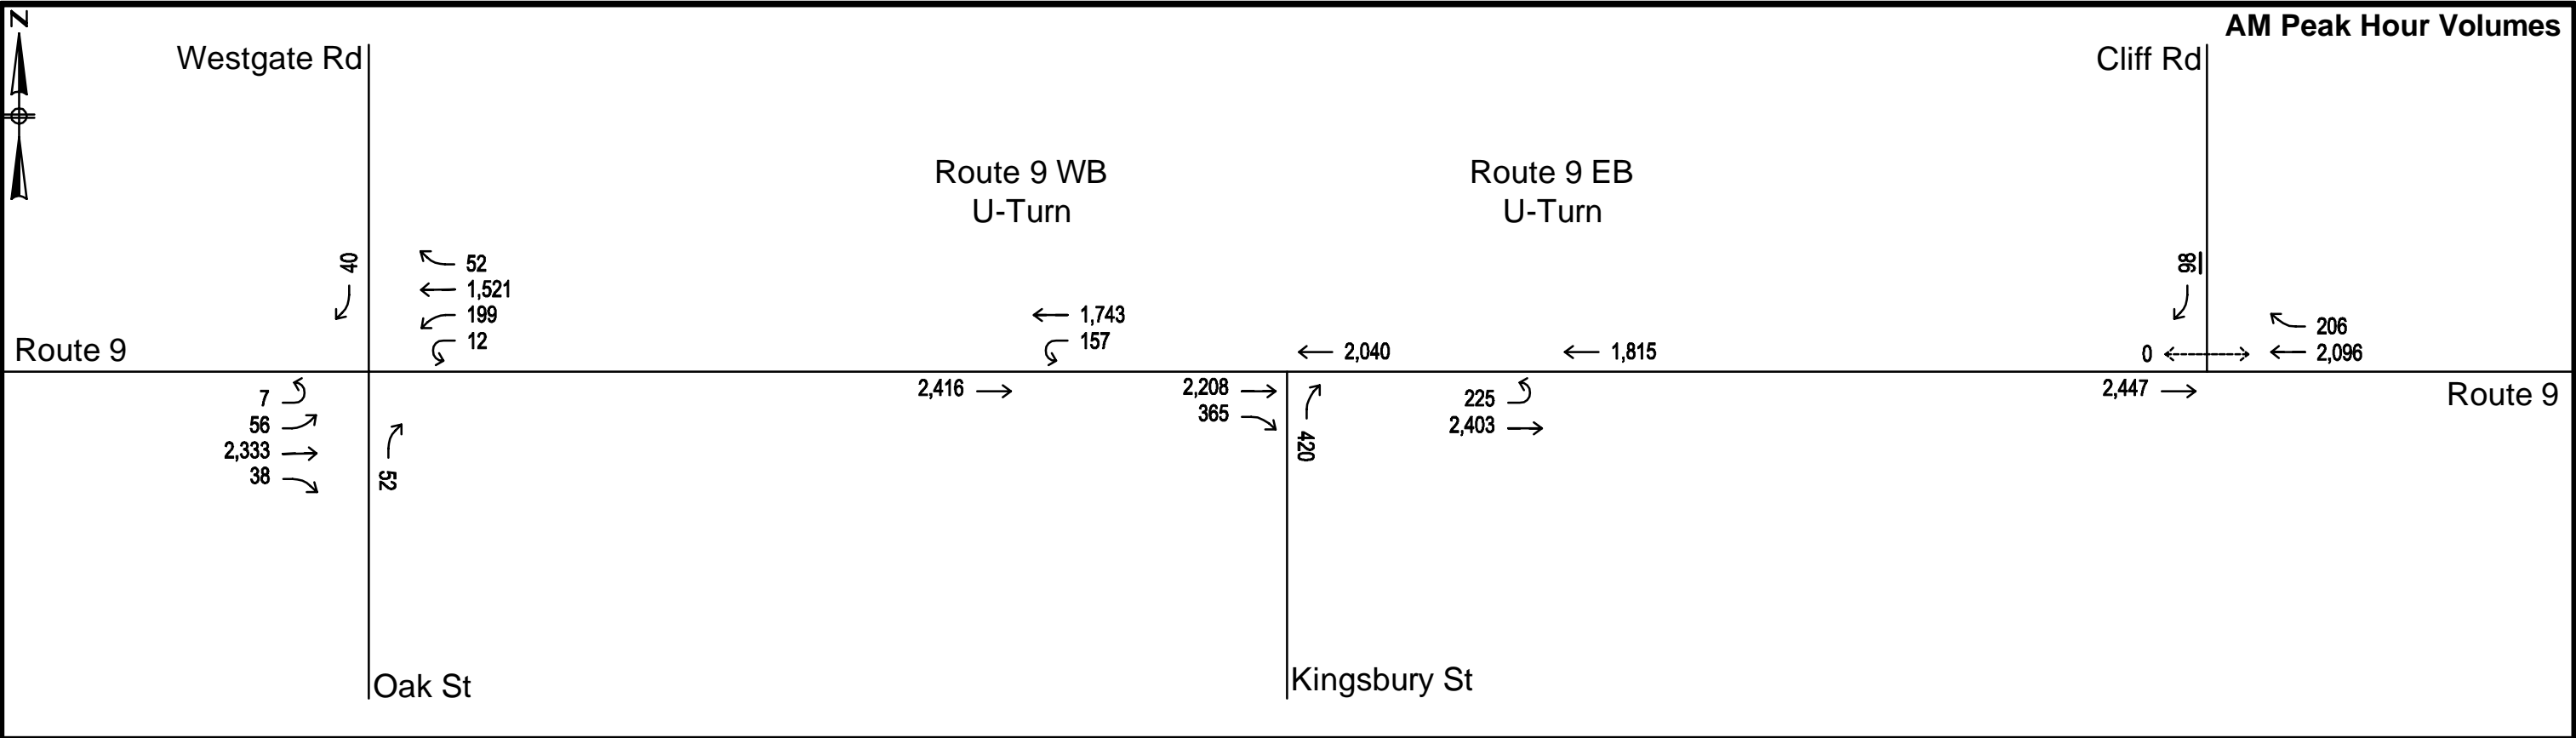 AM Peak Hour Volumes
Z
Westgate Rd
Cliff Rd
Route 9 WB
U-Turn
Route 9 EB
U-Turn
40
52
1,521
199
12
1,743
157
2,040
1,815
98
0
206
2,096
Route 9
7
56
2,333
38
52
2,416
2,208
365
420
225
2,403
2,447
Route 9
Oak St
Kingsbury St